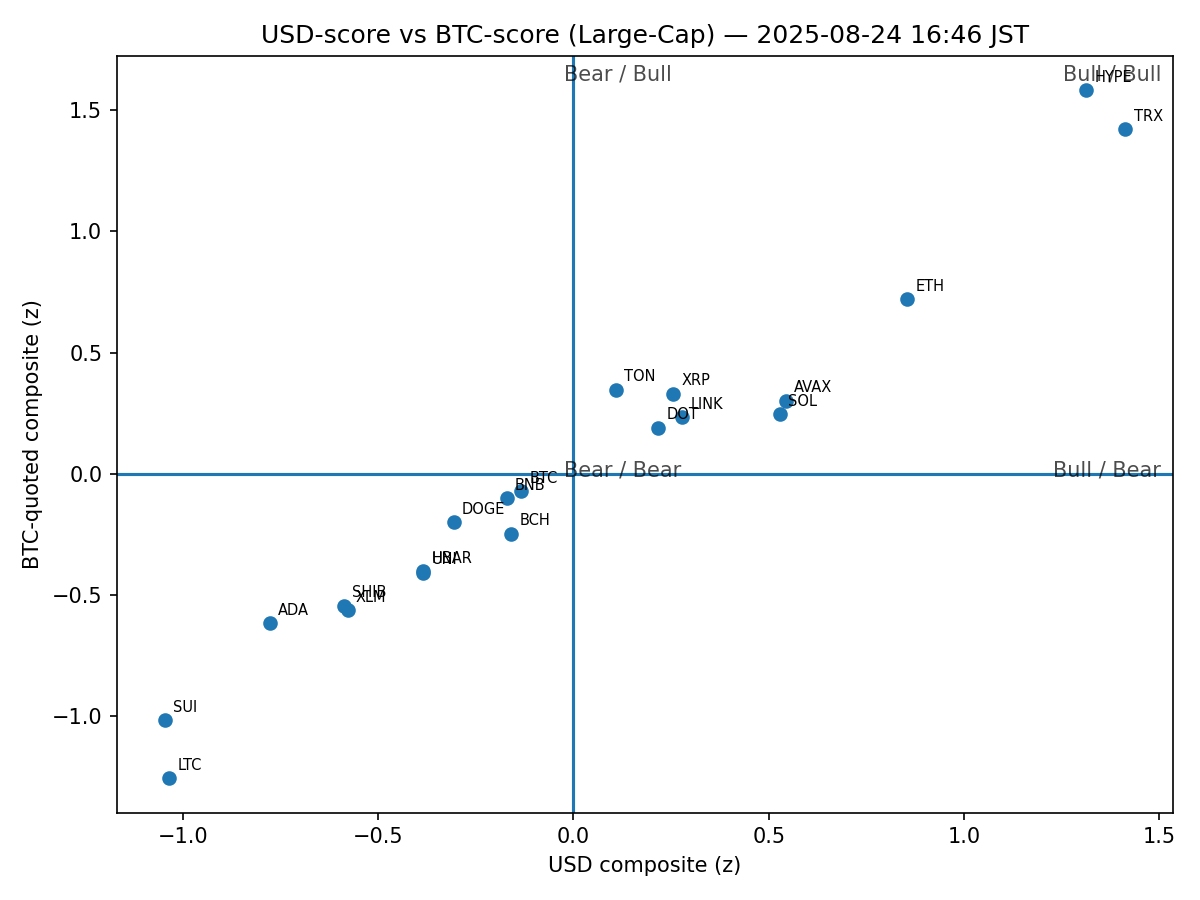 USD-score vs BTC-score (Large-Cap) — 2025-08-24 16:46 JST
Bear / Bull
Bull / Bull
HYPE
TRX
ETH
TON
XRP
AVAX
LINK
SOL
DOT
Bear / Bear
Bull / Bear
BTC
BNB
DOGE
BCH
HBAR
UNI
SHIB
XLM
ADA
SUI
LTC
1.5
1.0
0.5
0.0
−0.5
−1.0
BTC-quoted composite (z)
−1.0
−0.5
0.0
0.5
1.0
1.5
USD composite (z)